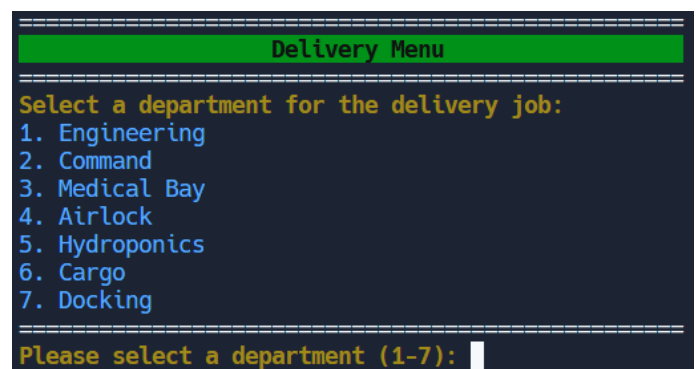 ==================================================
Delivery Menu
==================================================
Select a department for the delivery job:
1. Engineering
2. Command
3. Medical Bay
4. Airlock
5. Hydroponics
6. Cargo
7. Docking
==================================================
Please select a department (1-7):